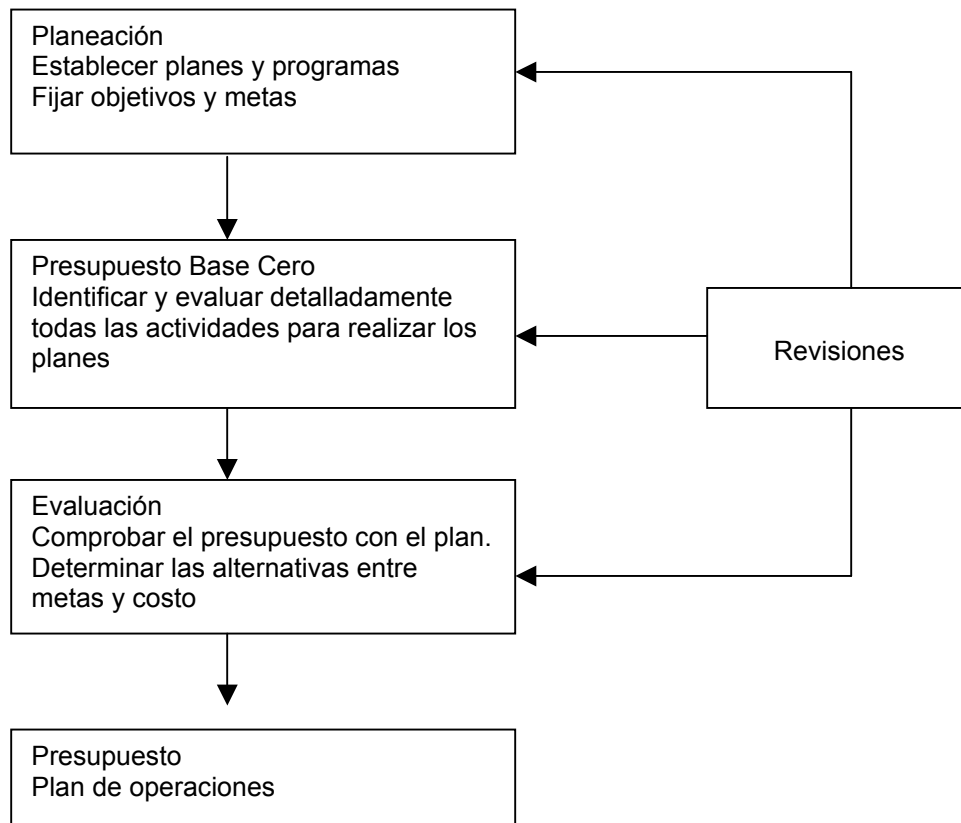 Planeación
Establecer planes y programas
Fijar objetivos y metas
Presupuesto Base Cero
Identificar y evaluar detalladamente
todas las actividades para realizar los
planes
Revisiones
Evaluación
Comprobar el presupuesto con el plan.
Determinar las alternativas entre
metas y costo
Presupuesto
Plan de operaciones